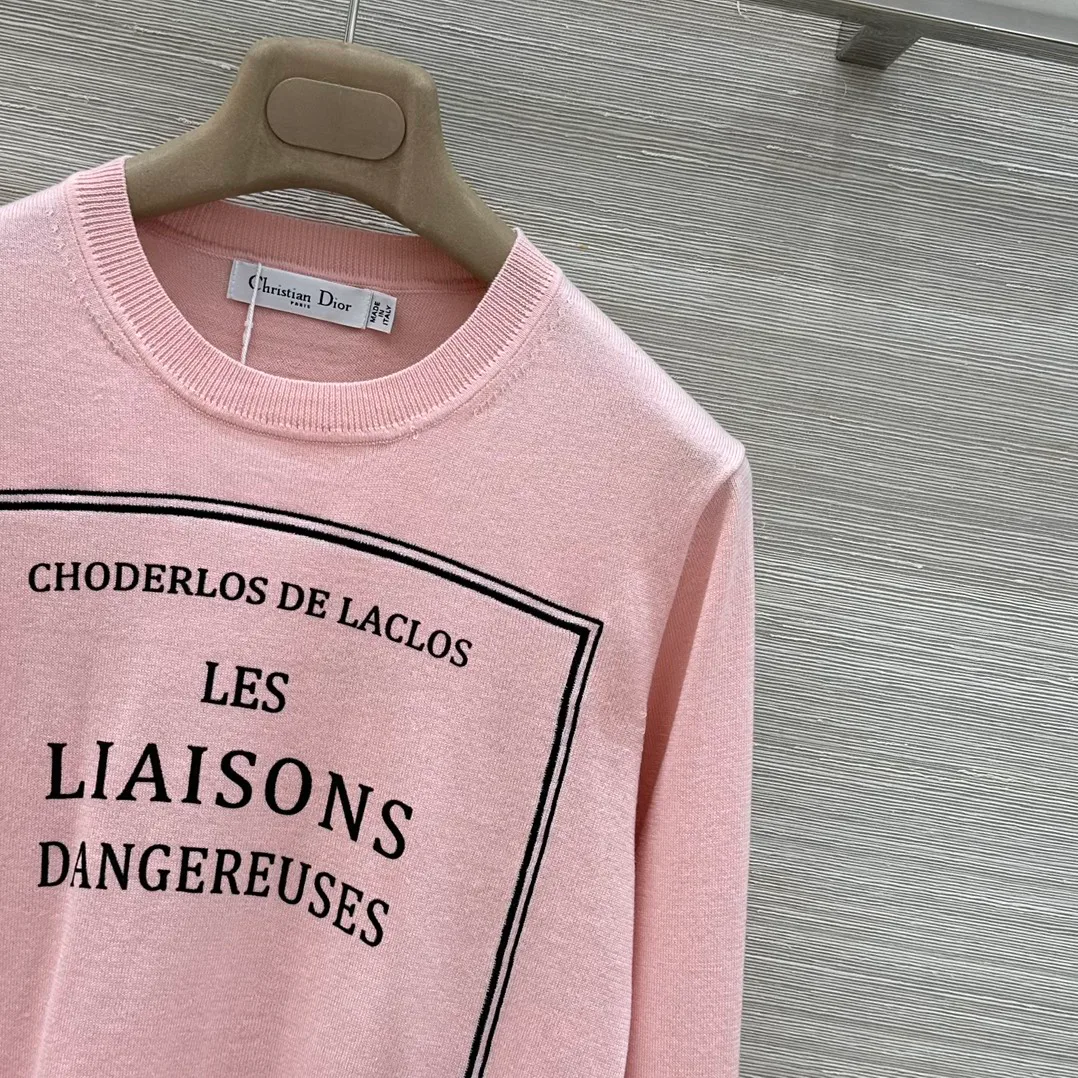 Christian Dior
PARIS
MADE
IN
ITALY
CHODERLOS DE LACLOS
LES
LIAISONS
DANGEREUSES